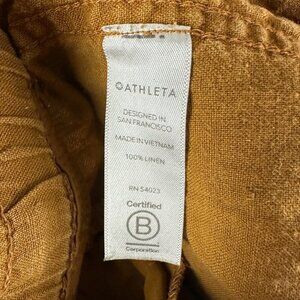 ATHLETA
DESIGNED IN
SAN FRANCISCO
MADE IN VIETNAM
100% LINEN
RN 54023
Certified
B
Corporation